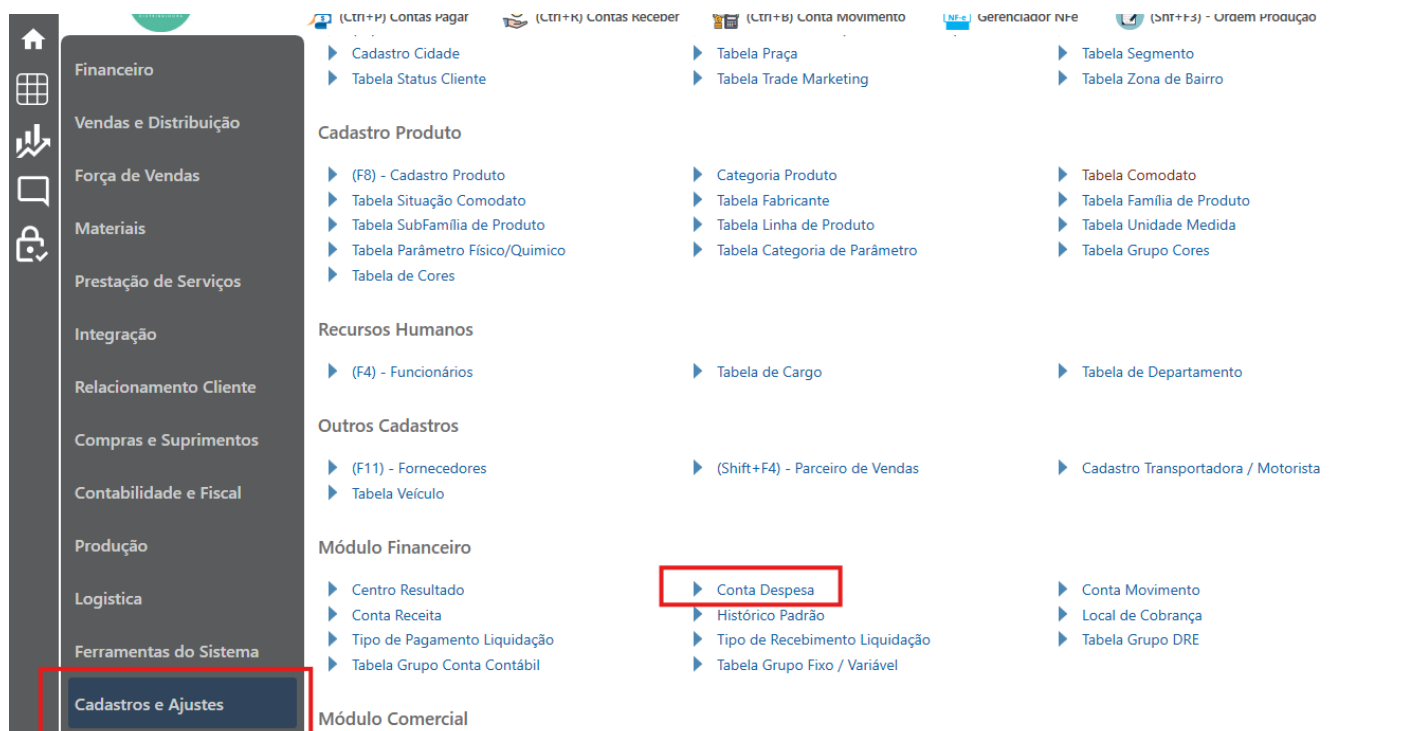 (Ctrl+P) Contas Pagar (Ctrl+R) Contas Receber (Ctrl+B) Conta Movimento NF-e Gerenciador NFe (Shf+F3) - Ordem Produção
Financeiro
Vendas e Distribuição
Força de Vendas
Materiais
Prestação de Serviços
Integração
Relacionamento Cliente
Compras e Suprimentos
Contabilidade e Fiscal
Produção
Logistica
Ferramentas do Sistema
Cadastros e Ajustes
Cadastro Cidade Tabela Praça Tabela Segmento
Tabela Status Cliente Tabela Trade Marketing Tabela Zona de Bairro
Cadastro Produto
(F8) - Cadastro Produto Categoria Produto Tabela Comodato
Tabela Situação Comodato Tabela Fabricante Tabela Família de Produto
Tabela SubFamília de Produto Tabela Linha de Produto Tabela Unidade Medida
Tabela Parâmetro Físico/Quimico Tabela Categoria de Parâmetro Tabela Grupo Cores
Tabela de Cores
Recursos Humanos
(F4) - Funcionários Tabela de Cargo Tabela de Departamento
Outros Cadastros
(F11) - Fornecedores (Shift+F4) - Parceiro de Vendas Cadastro Transportadora / Motorista
Tabela Veículo
Módulo Financeiro
Centro Resultado Conta Despesa Conta Movimento
Conta Receita Histórico Padrão Local de Cobrança
Tipo de Pagamento Liquidação Tipo de Recebimento Liquidação Tabela Grupo DRE
Tabela Grupo Conta Contábil Tabela Grupo Fixo / Variável
Módulo Comercial